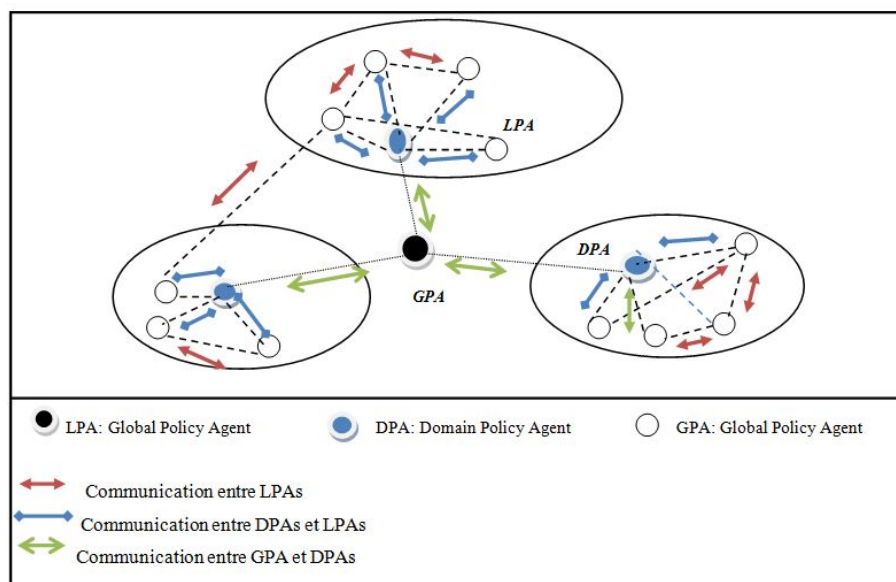 LPA
DPA
GPA
LPA: Global Policy Agent
DPA: Domain Policy Agent
GPA: Global Policy Agent
Communication entre LPAs
Communication entre DPAs et LPAs
Communication entre GPA et DPAs